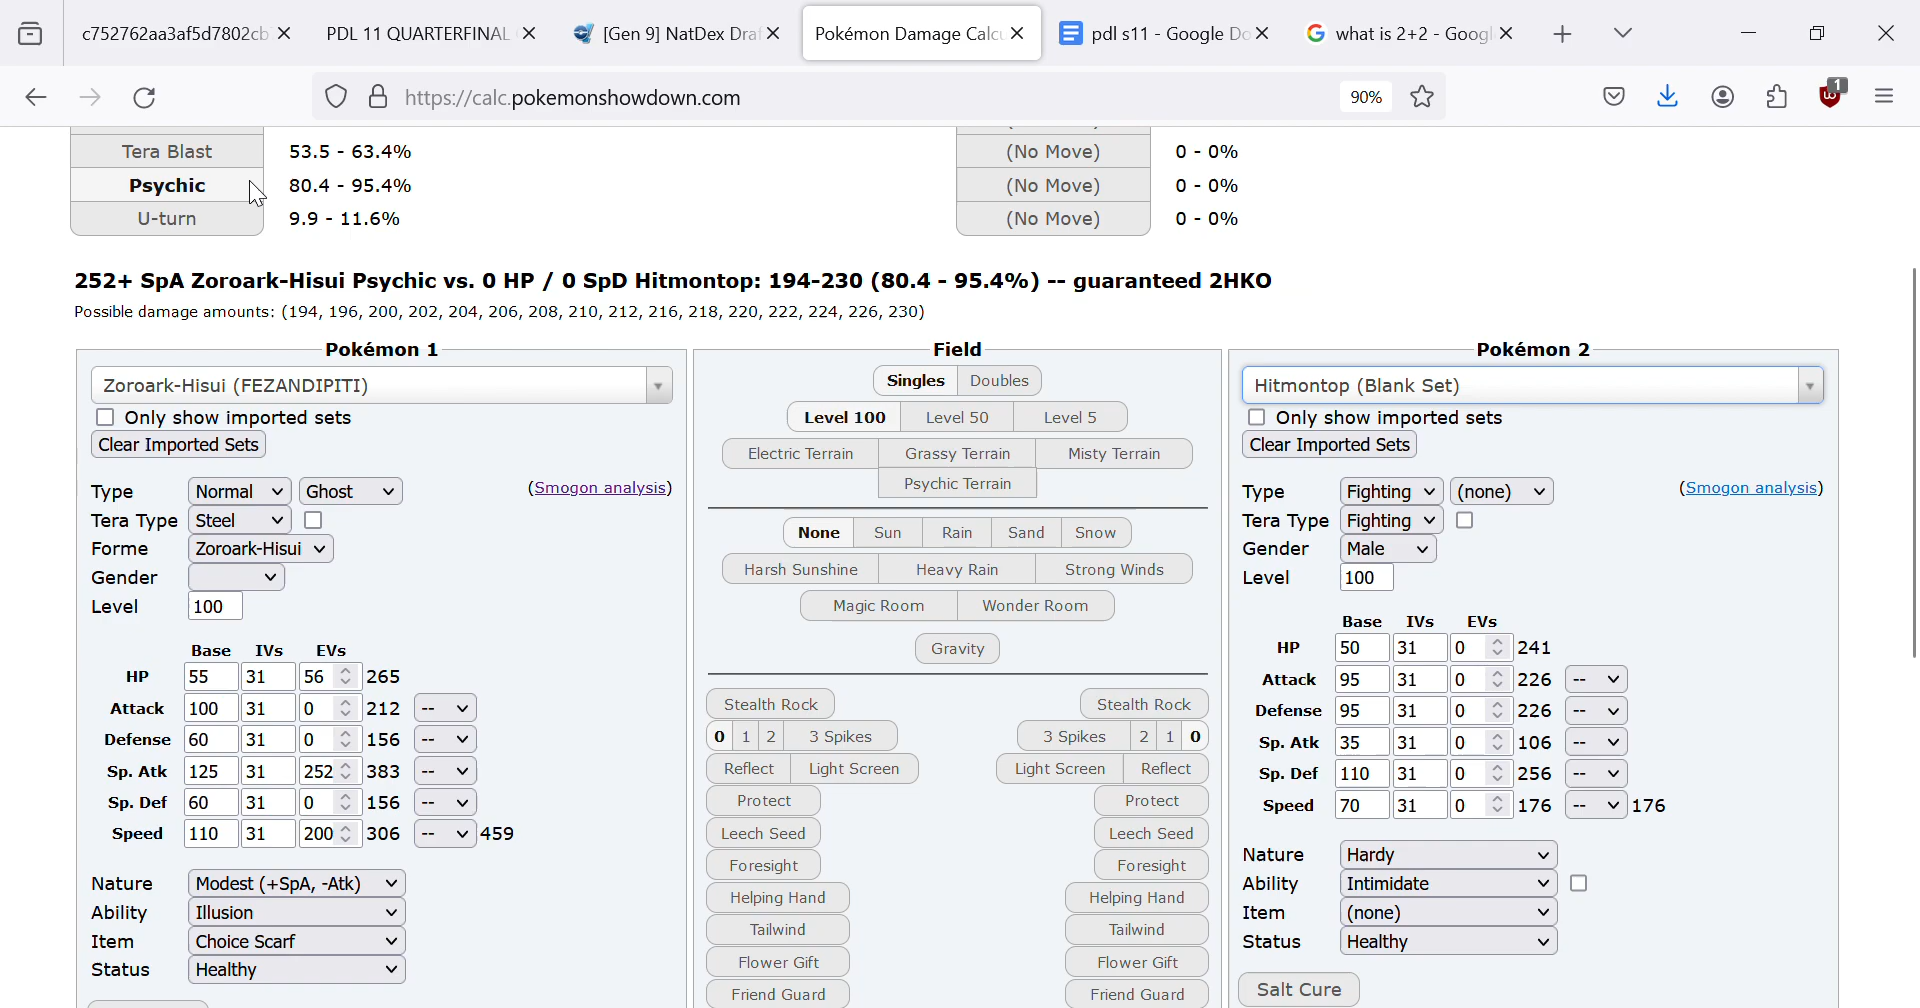 c752762aa3af5d7802cb
PDL 11 QUARTERFINAL
[Gen 9] NatDex Dra
Pokémon Damage Calcu
pdl s11 - Google Do
what is 2+2 - Googl
https://calc.pokemonshowdown.com
90%
1
Tera Blast 53.5 - 63.4%
(No Move) 0 - 0%
Psychic 80.4 - 95.4%
(No Move) 0 - 0%
U-turn 9.9 - 11.6%
(No Move) 0 - 0%
252+ SpA Zoroark-Hisui Psychic vs. 0 HP / 0 SpD Hitmontop: 194-230 (80.4 - 95.4%) -- guaranteed 2HKO
Possible damage amounts: (194, 196, 200, 202, 204, 206, 208, 210, 212, 216, 218, 220, 222, 224, 226, 230)
Pokémon 1
Zoroark-Hisui (FEZANDIPITI)
Only show imported sets
Clear Imported Sets
Type Normal Ghost (Smogon analysis)
Tera Type Steel
Forme Zoroark-Hisui
Gender
Level 100
Base IVs EVs
HP 55 31 56 265
Attack 100 31 0 212 --
Defense 60 31 0 156 --
Sp. Atk 125 31 252 383 --
Sp. Def 60 31 0 156 --
Speed 110 31 200 306 -- 459
Nature Modest (+SpA, -Atk)
Ability Illusion
Item Choice Scarf
Status Healthy
Field
Singles Doubles
Level 100 Level 50 Level 5
Electric Terrain Grassy Terrain Misty Terrain
Psychic Terrain
None Sun Rain Sand Snow
Harsh Sunshine Heavy Rain Strong Winds
Magic Room Wonder Room
Gravity
Stealth Rock Stealth Rock
0 1 2 3 Spikes 3 Spikes 2 1 0
Reflect Light Screen Light Screen Reflect
Protect Protect
Leech Seed Leech Seed
Foresight Foresight
Helping Hand Helping Hand
Tailwind Tailwind
Flower Gift Flower Gift
Friend Guard Friend Guard
Pokémon 2
Hitmontop (Blank Set)
Only show imported sets
Clear Imported Sets
Type Fighting (none) (Smogon analysis)
Tera Type Fighting
Gender Male
Level 100
Base IVs EVs
HP 50 31 0 241
Attack 95 31 0 226 --
Defense 95 31 0 226 --
Sp. Atk 35 31 0 106 --
Sp. Def 110 31 0 256 --
Speed 70 31 0 176 -- 176
Nature Hardy
Ability Intimidate
Item (none)
Status Healthy
Salt Cure